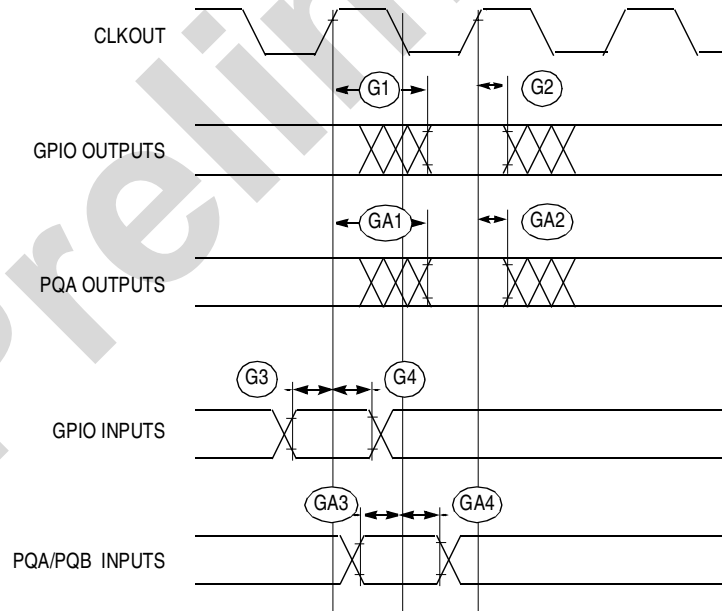 CLKOUT
G1
G2
GPIO OUTPUTS
GA1
GA2
PQA OUTPUTS
G3
G4
GPIO INPUTS
GA3
GA4
PQA/PQB INPUTS